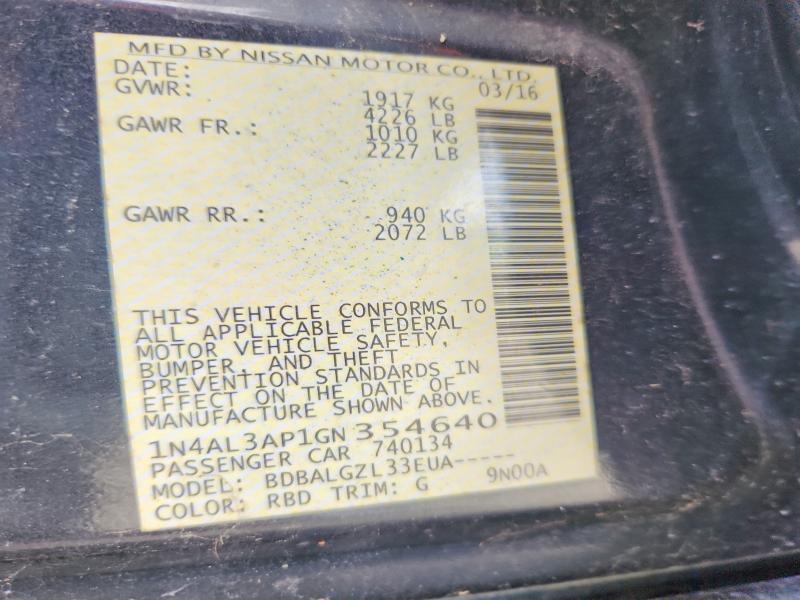 MFD BY NISSAN MOTOR CO., LTD.
DATE: 03/16
GVWR: 1917 KG
4226 LB
GAWR FR.: 1010 KG
2227 LB
GAWR RR.: 940 KG
2072 LB
THIS VEHICLE CONFORMS TO
ALL APPLICABLE FEDERAL
MOTOR VEHICLE SAFETY,
BUMPER, AND THEFT
PREVENTION STANDARDS IN
EFFECT ON THE DATE OF
MANUFACTURE SHOWN ABOVE.
1N4AL3AP1GN354640
PASSENGER CAR 740134
MODEL: BDBALGZL33EUA-----
COLOR: RBD TRIM: G 9N00A